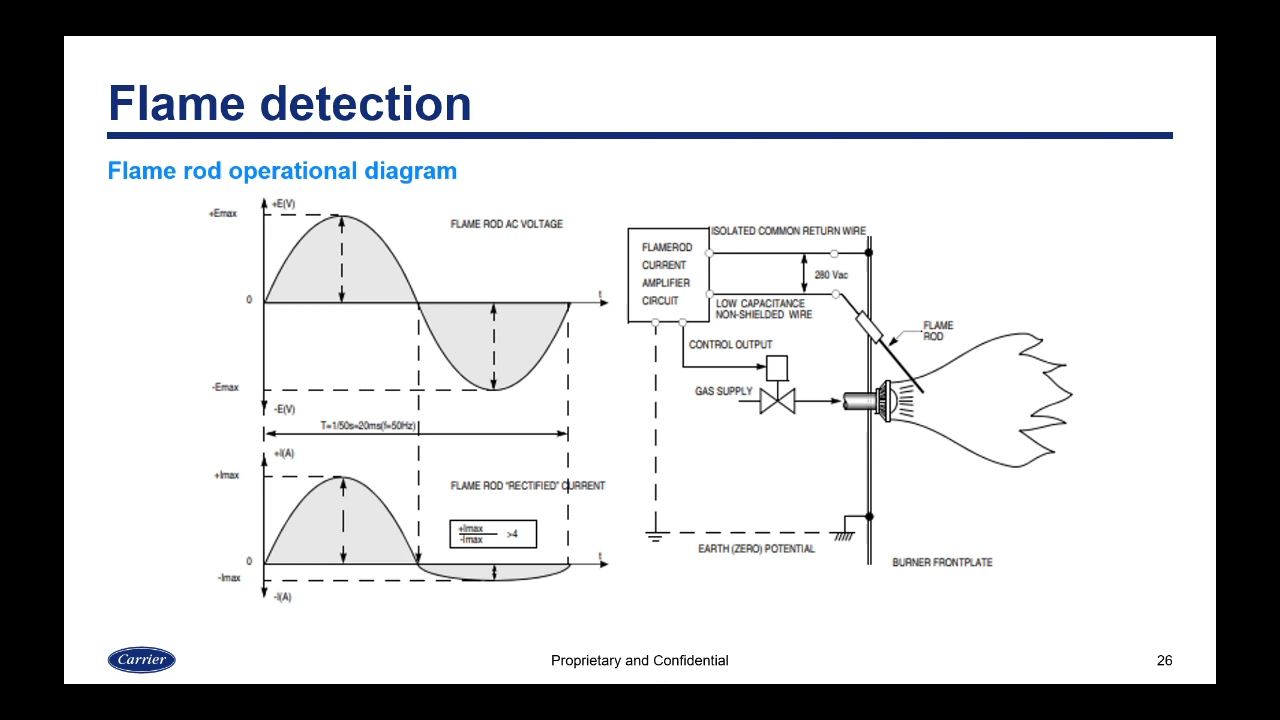 Flame detection
Flame rod operational diagram
+E(V)
+Emax
FLAME ROD AC VOLTAGE
0
t
-Emax
-E(V)
T=1/50s=20ms(f=50Hz)
+I(A)
+Imax
FLAME ROD "RECTIFIED" CURRENT
+Imax
-Imax
>4
0
t
-Imax
-I(A)
ISOLATED COMMON RETURN WIRE
FLAMEROD
CURRENT
AMPLIFIER
CIRCUIT
280 Vac
LOW CAPACITANCE
NON-SHIELDED WIRE
FLAME
ROD
CONTROL OUTPUT
GAS SUPPLY
EARTH (ZERO) POTENTIAL
BURNER FRONTPLATE
Carrier
Proprietary and Confidential
26